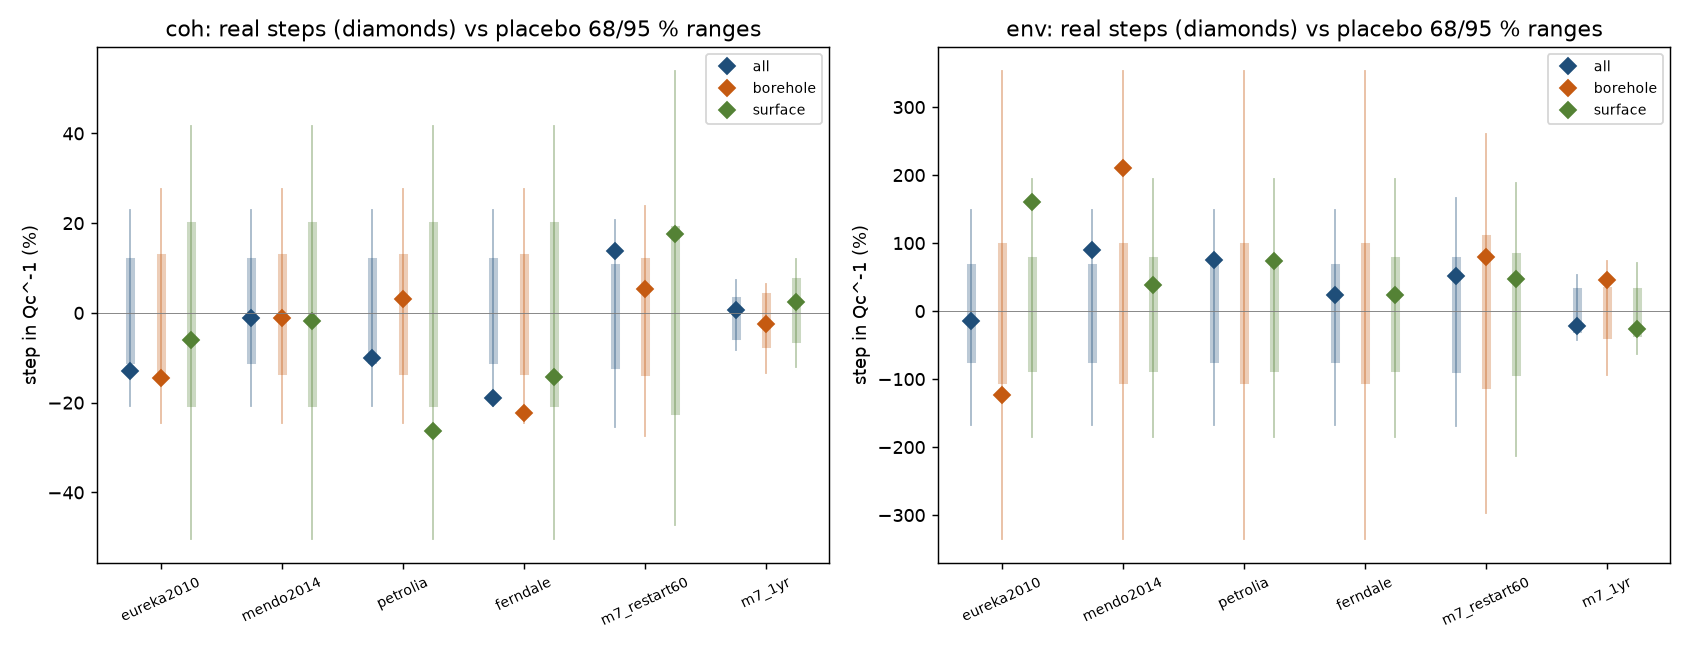 coh: real steps (diamonds) vs placebo 68/95 % ranges
all
borehole
surface
step in Qc^-1 (%)
40
20
0
−20
−40
eureka2010
mendo2014
petrolia
ferndale
m7_restart60
m7_1yr
env: real steps (diamonds) vs placebo 68/95 % ranges
all
borehole
surface
step in Qc^-1 (%)
300
200
100
0
−100
−200
−300
eureka2010
mendo2014
petrolia
ferndale
m7_restart60
m7_1yr